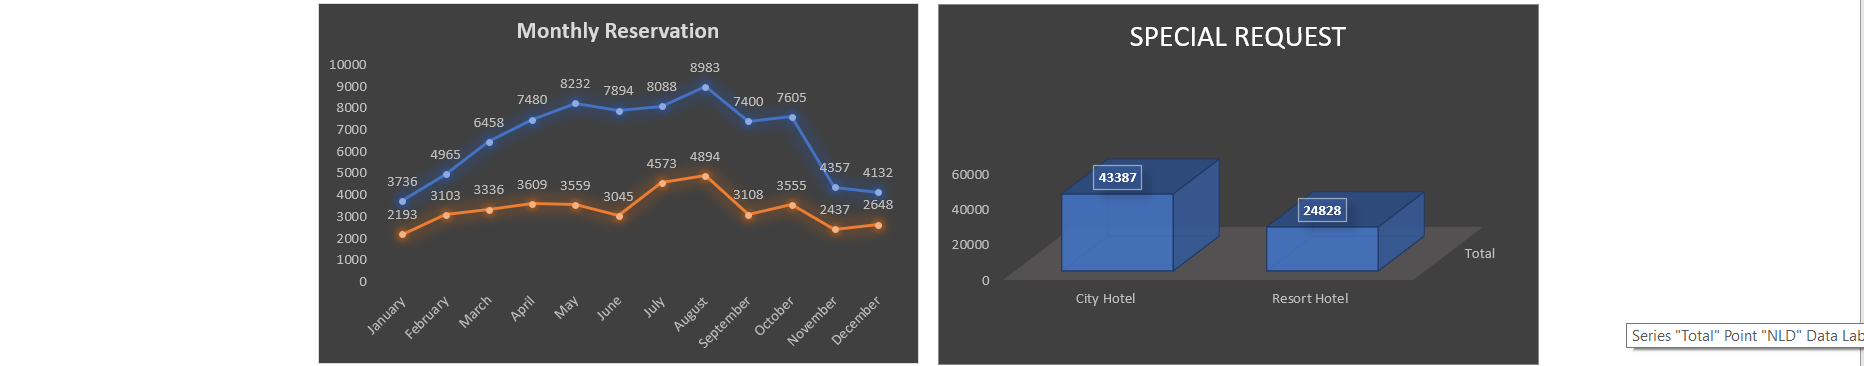 Monthly Reservation
10000
9000
8000
7000
6000
5000
4000
3000
2000
1000
0
3736
4965
6458
7480
8232
7894
8088
8983
7400
7605
4357
4132
2193
3103
3336
3609
3559
3045
4573
4894
3108
3555
2437
2648
January
February
March
April
May
June
July
August
September
October
November
December
SPECIAL REQUEST
60000
40000
20000
0
43387
24828
Total
City Hotel
Resort Hotel
Series "Total" Point "NLD" Data Lab